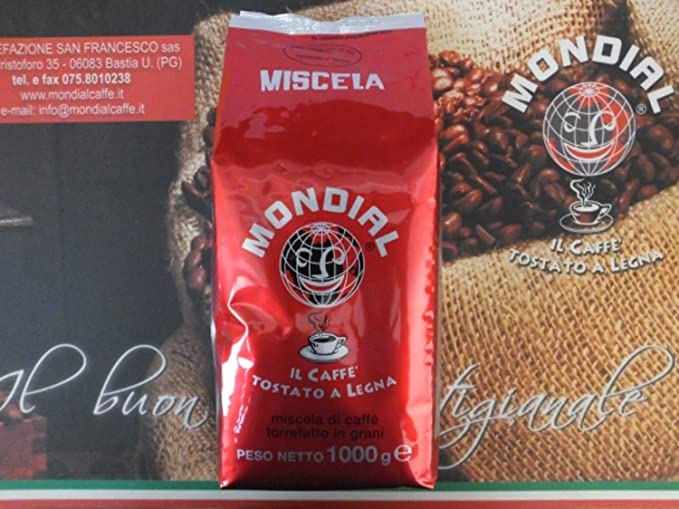 EFAZIONE SAN FRANCESCO sas
ristoforo 35 - 06083 Bastia U. (PG)
tel. e fax 075.8010238
www.mondialcaffe.it
e-mail: info@mondialcaffe.it
MISCELA
MONDIAL
®
IL CAFFE'
TOSTATO A LEGNA
miscela di caffè
torrefatto in grani
PESO NETTO 1000g e
MONDIAL
®
IL CAFFE'
TOSTATO A LEGNA
Il buon
tigianale